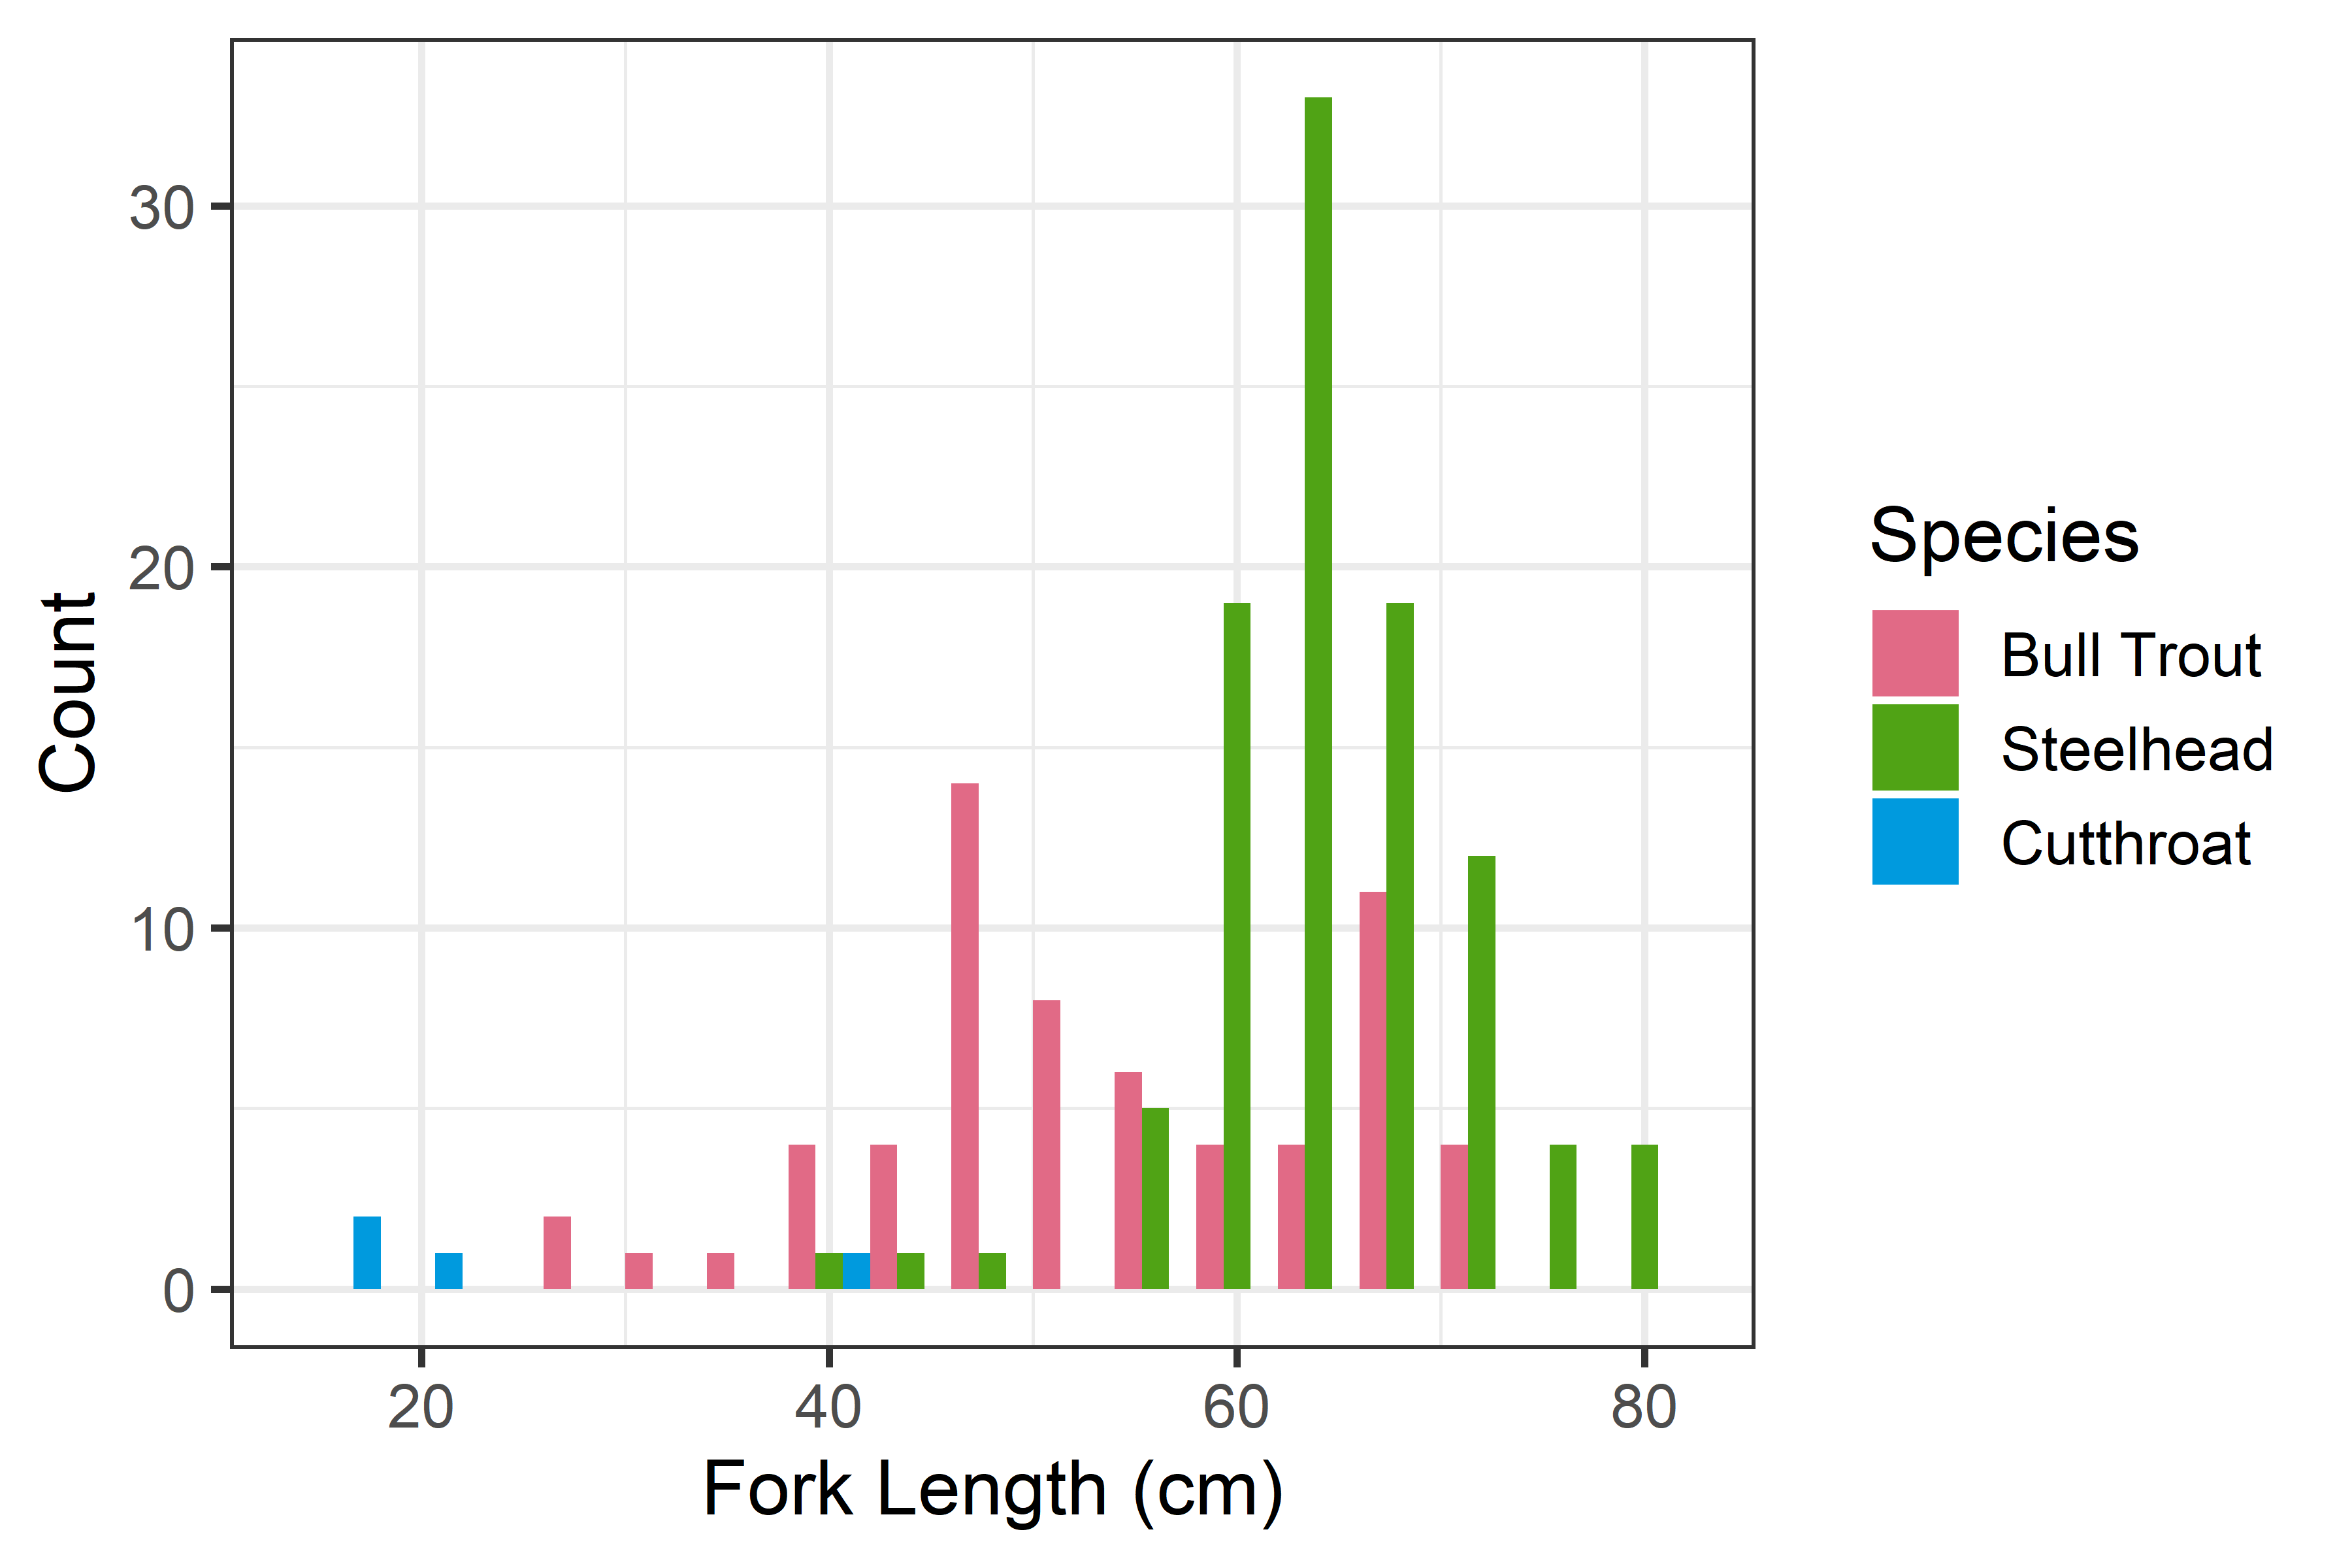 30
20
10
0
Count
20 40 60 80
Fork Length (cm)
Species
Bull Trout
Steelhead
Cutthroat